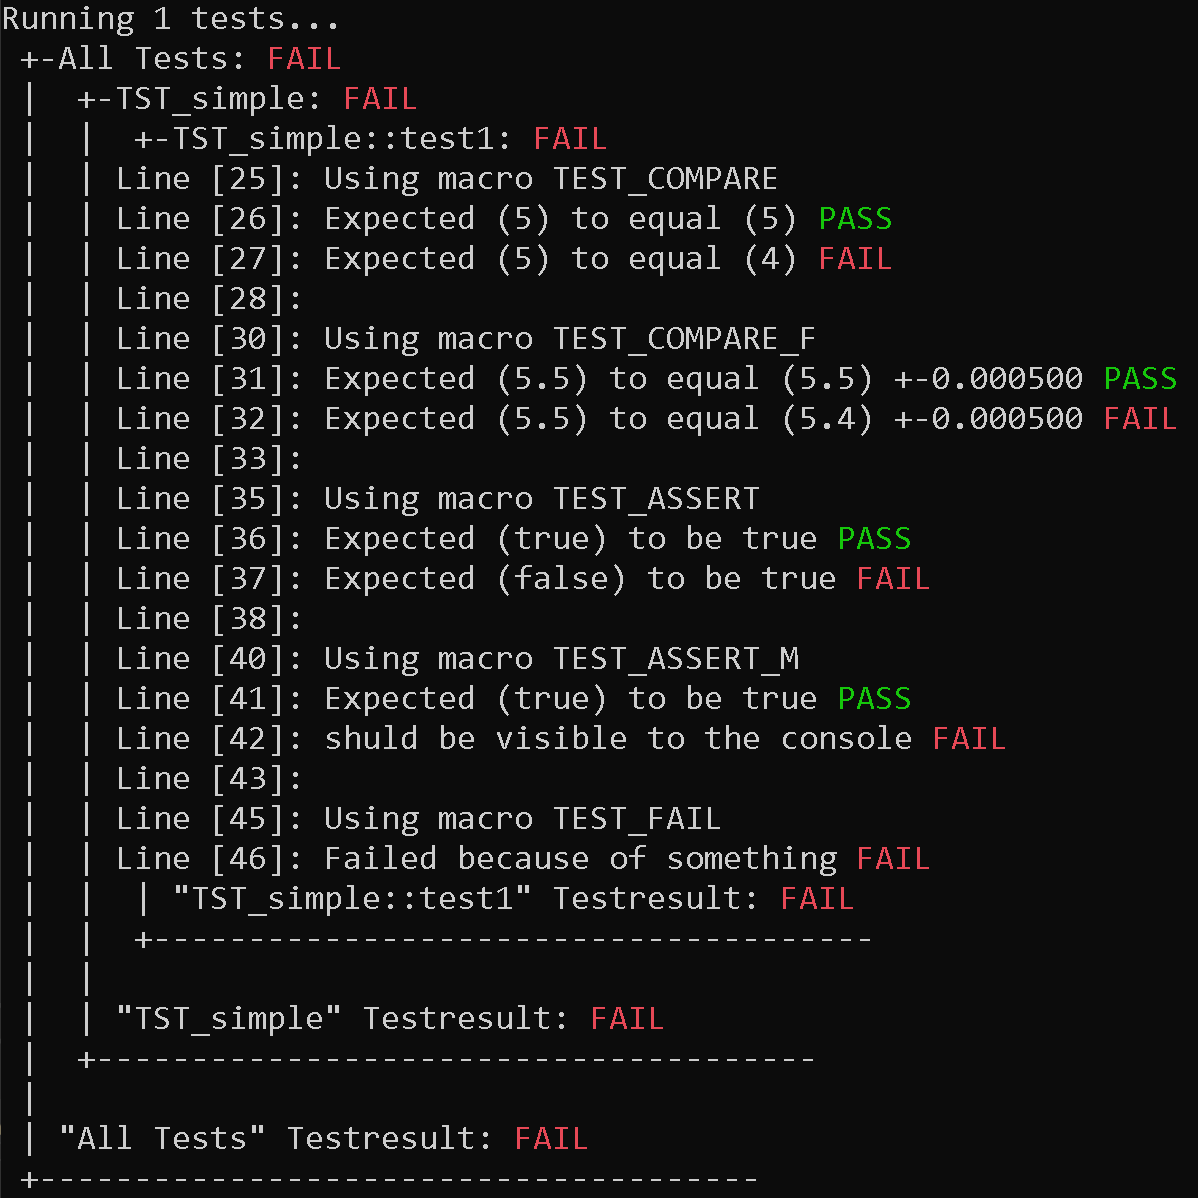 Running 1 tests...
+-All Tests: FAIL
|  +-TST_simple: FAIL
|  |  +-TST_simple::test1: FAIL
|  | Line [25]: Using macro TEST_COMPARE
|  | Line [26]: Expected (5) to equal (5) PASS
|  | Line [27]: Expected (5) to equal (4) FAIL
|  | Line [28]:
|  | Line [30]: Using macro TEST_COMPARE_F
|  | Line [31]: Expected (5.5) to equal (5.5) +-0.000500 PASS
|  | Line [32]: Expected (5.5) to equal (5.4) +-0.000500 FAIL
|  | Line [33]:
|  | Line [35]: Using macro TEST_ASSERT
|  | Line [36]: Expected (true) to be true PASS
|  | Line [37]: Expected (false) to be true FAIL
|  | Line [38]:
|  | Line [40]: Using macro TEST_ASSERT_M
|  | Line [41]: Expected (true) to be true PASS
|  | Line [42]: shuld be visible to the console FAIL
|  | Line [43]:
|  | Line [45]: Using macro TEST_FAIL
|  | Line [46]: Failed because of something FAIL
|  |  | "TST_simple::test1" Testresult: FAIL
|  |  +--------------------------------------
|  |
|  | "TST_simple" Testresult: FAIL
|  +--------------------------------------
|
| "All Tests" Testresult: FAIL
+--------------------------------------